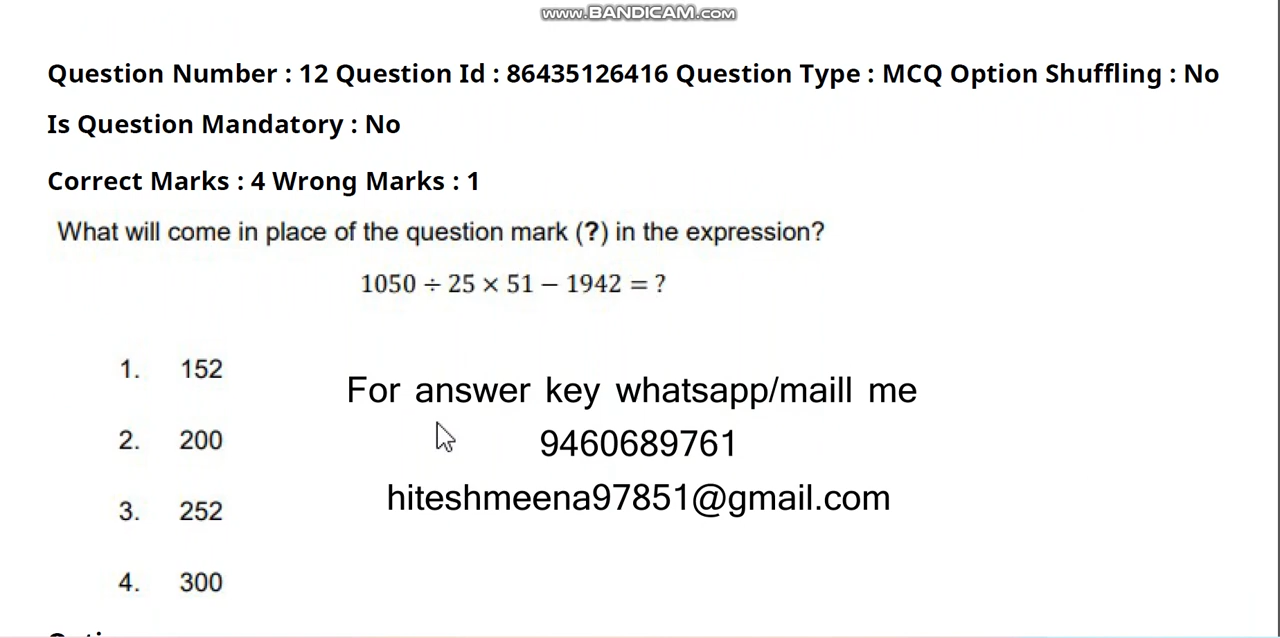 www.BANDICAM.com
Question Number : 12 Question Id : 86435126416 Question Type : MCQ Option Shuffling : No
Is Question Mandatory : No
Correct Marks : 4 Wrong Marks : 1
What will come in place of the question mark (?) in the expression?
1050 ÷ 25 × 51 − 1942 = ?
1. 152
2. 200
3. 252
4. 300
For answer key whatsapp/maill me
9460689761
hiteshmeena97851@gmail.com